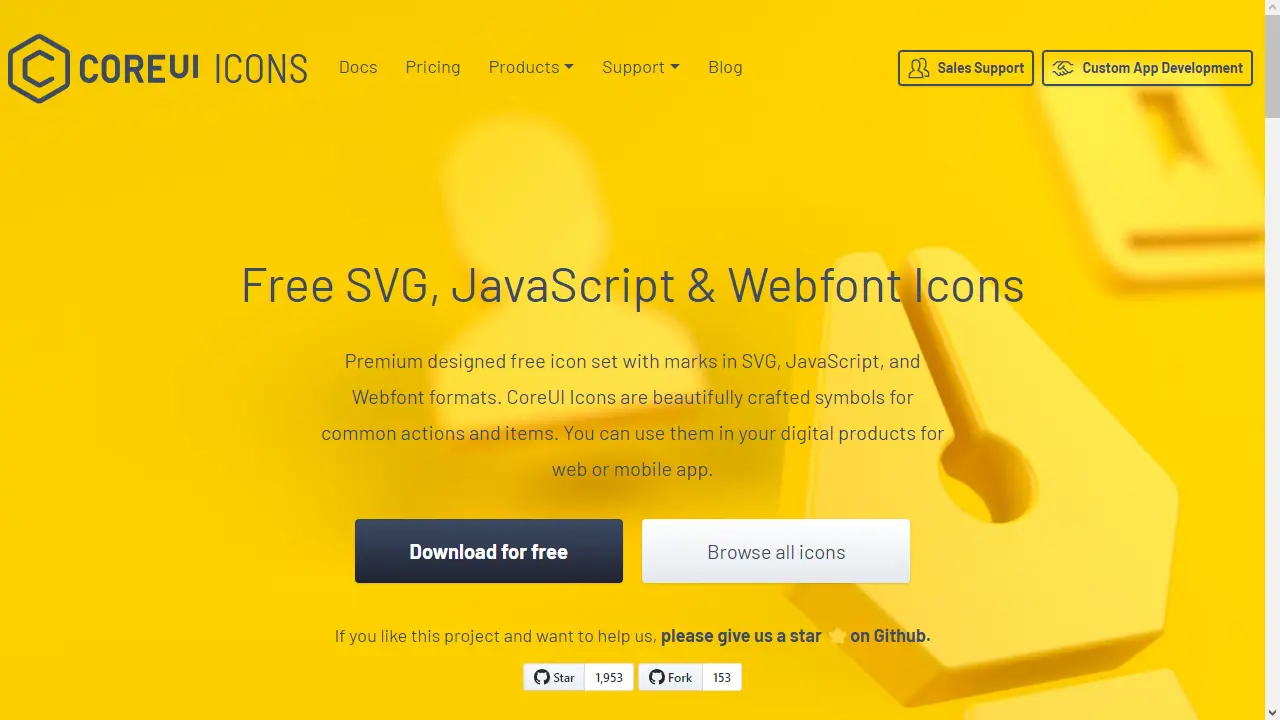 COREUI ICONS
Docs
Pricing
Products
Support
Blog
Sales Support
Custom App Development
Free SVG, JavaScript & Webfont Icons
Premium designed free icon set with marks in SVG, JavaScript, and
Webfont formats. CoreUI Icons are beautifully crafted symbols for
common actions and items. You can use them in your digital products for
web or mobile app.
Download for free
Browse all icons
If you like this project and want to help us, please give us a star ⭐ on Github.
Star
1,953
Fork
153